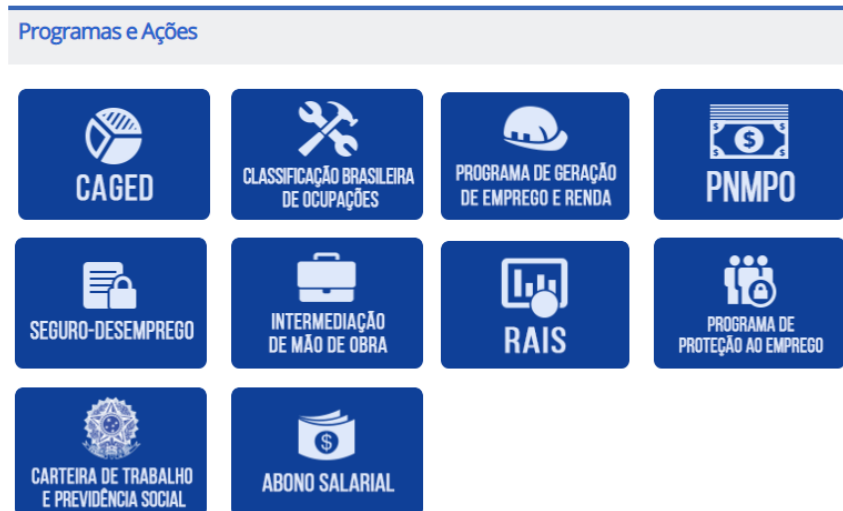 Programas e Ações
CAGED
CLASSIFICAÇÃO BRASILEIRA
DE OCUPAÇÕES
PROGRAMA DE GERAÇÃO
DE EMPREGO E RENDA
PNMPO
SEGURO-DESEMPREGO
INTERMEDIAÇÃO
DE MÃO DE OBRA
RAIS
PROGRAMA DE
PROTEÇÃO AO EMPREGO
CARTEIRA DE TRABALHO
E PREVIDÊNCIA SOCIAL
ABONO SALARIAL